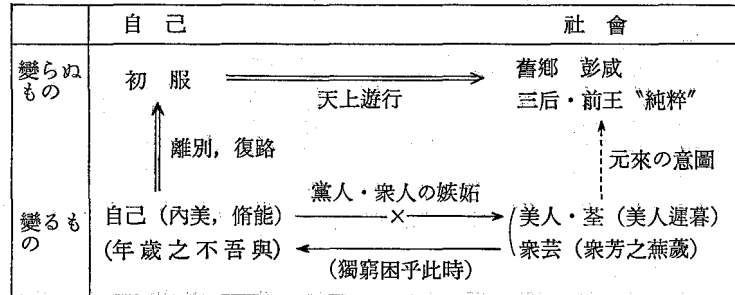 自己 社會
變らぬもの
初服
天上遊行
舊鄕 彭咸
三后・前王 〝純粹〟
離別，復路
元來の意圖
變るもの
黨人・衆人の嫉妬
自己（內美，脩能）
×
美人・荃（美人遲暮）
（年歲之不吾與）
衆芸（衆芳之蕪薉）
（獨窮困乎此時）